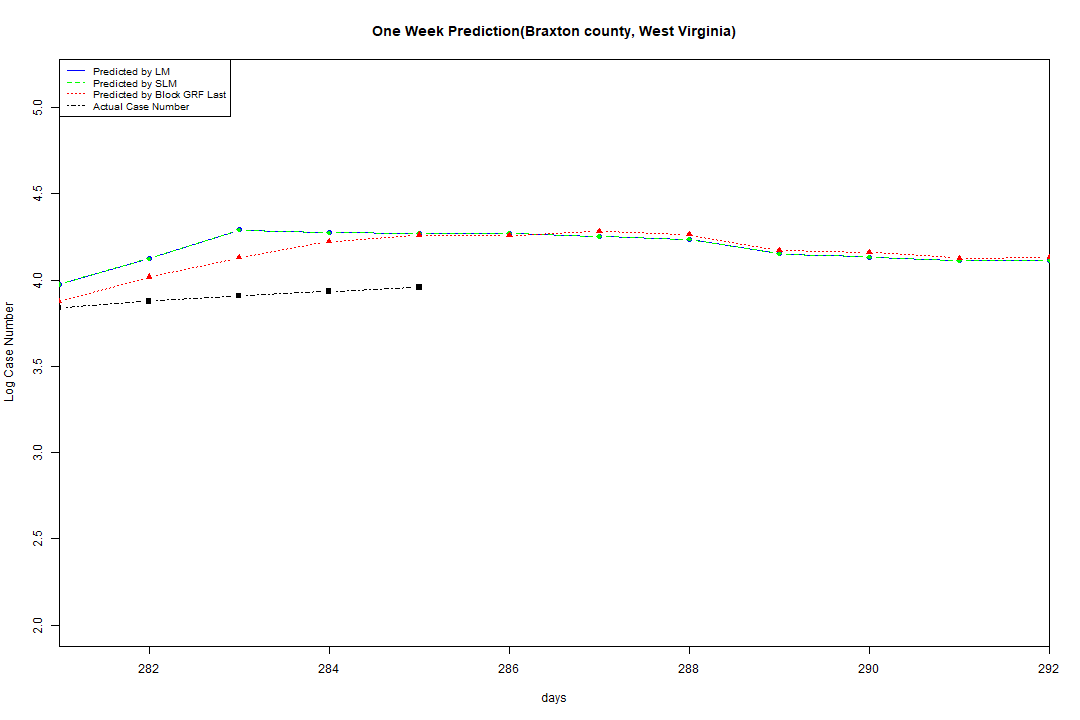 One Week Prediction(Braxton county, West Virginia)
Predicted by LM
Predicted by SLM
Predicted by Block GRF Last
Actual Case Number
5.0
4.5
4.0
3.5
3.0
2.5
2.0
Log Case Number
282 284 286 288 290 292
days